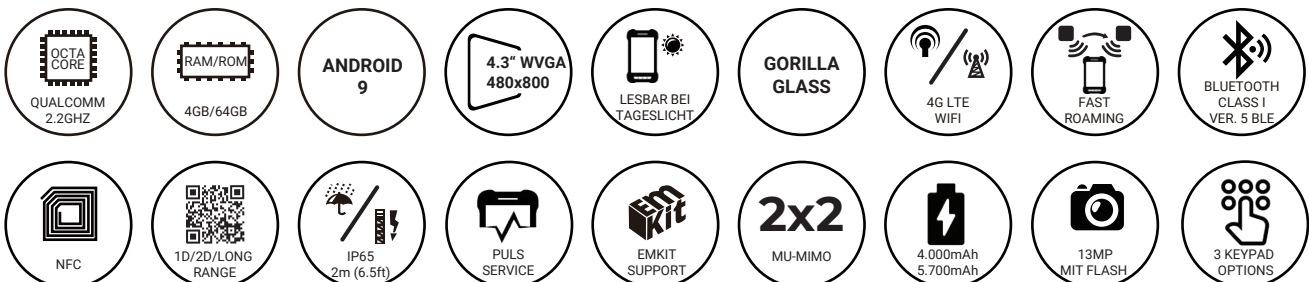 OCTA
CORE
QUALCOMM
2.2GHZ
RAM/ROM
4GB/64GB
ANDROID
9
4.3“ WVGA
480x800
LESBAR BEI
TAGESLICHT
GORILLA
GLASS
4G LTE
WIFI
FAST
ROAMING
BLUETOOTH
CLASS I
VER. 5 BLE
NFC
1D/2D/LONG
RANGE
IP65
2m (6.5ft)
PULS
SERVICE
EMKIT
EMKIT
SUPPORT
2x2
MU-MIMO
4.000mAh
5.700mAh
13MP
MIT FLASH
3 KEYPAD
OPTIONS